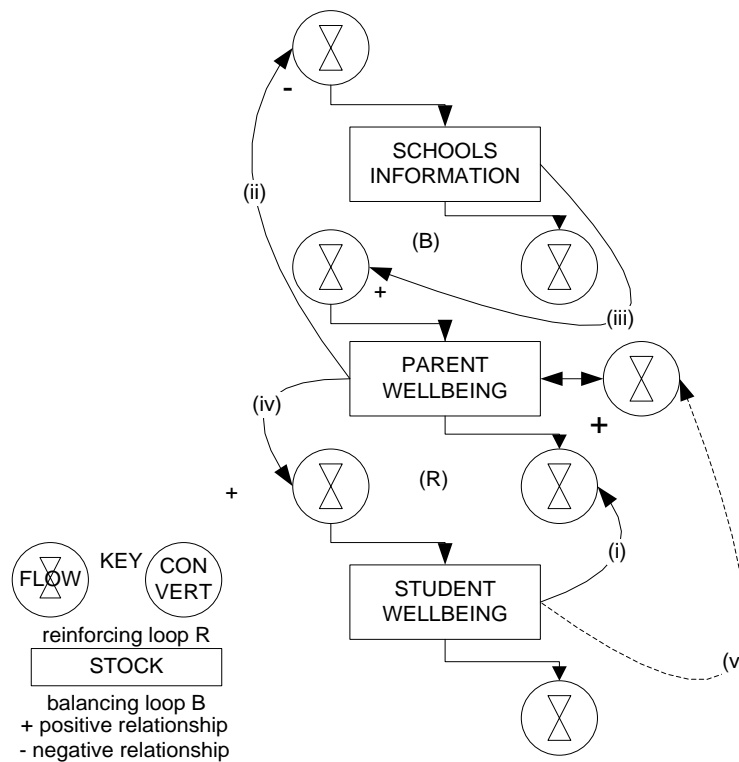 -
SCHOOLS
INFORMATION
(ii)
(B)
+
(iii)
PARENT
WELLBEING
(iv)
+
(R)
+
(i)
STUDENT
WELLBEING
(v
FLOW
KEY
CON
VERT
reinforcing loop R
STOCK
balancing loop B
+ positive relationship
- negative relationship